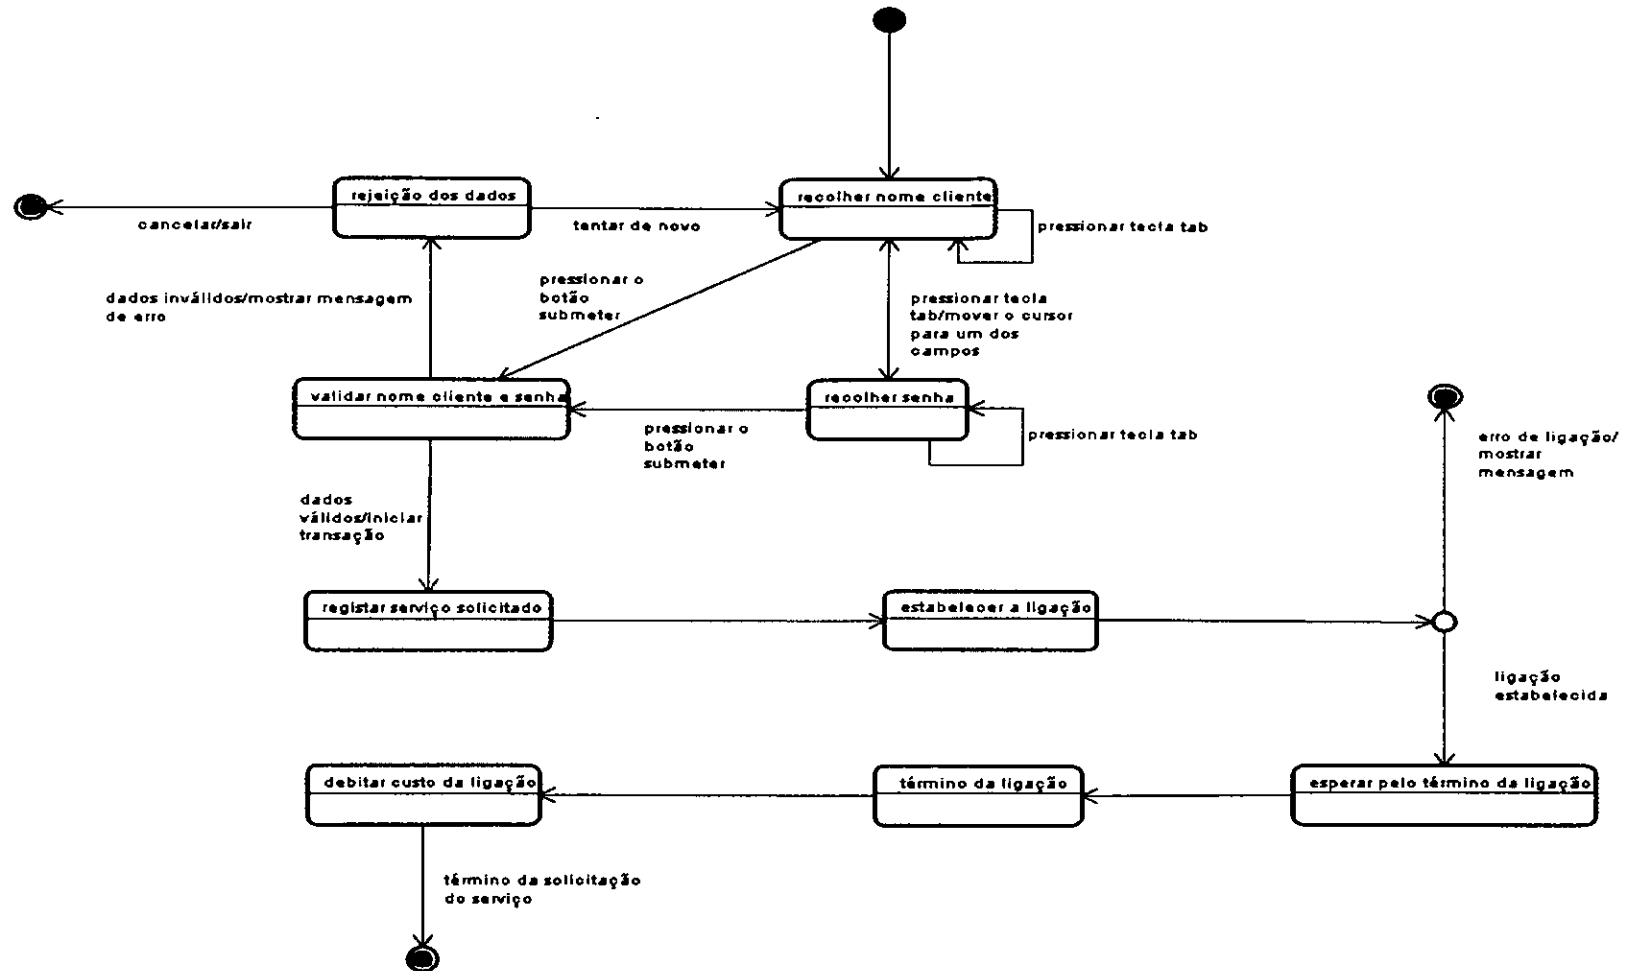 rejeição dos dados
recolher nome cliente
cancelar/sair
tentar de novo
pressionar tecla tab
dados inválidos/mostrar mensagem
de erro
pressionar o
botão
submeter
pressionar tecla
tab/mover o cursor
para um dos
campos
validar nome cliente e senha
recolher senha
pressionar o
botão
submeter
pressionar tecla tab
erro de ligação/
mostrar
mensagem
dados
válidos/iniciar
transação
registar serviço solicitado
estabelecer a ligação
ligação
estabelecida
debitar custo da ligação
término da ligação
esperar pelo término da ligação
término da solicitação
do serviço